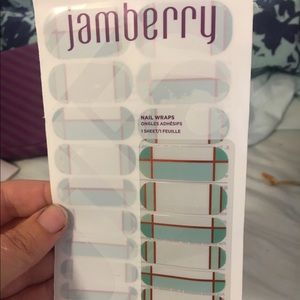 jamberry
NAIL WRAPS
ONGLES ADHÉSIFS
1 SHEET/1 FEUILLE